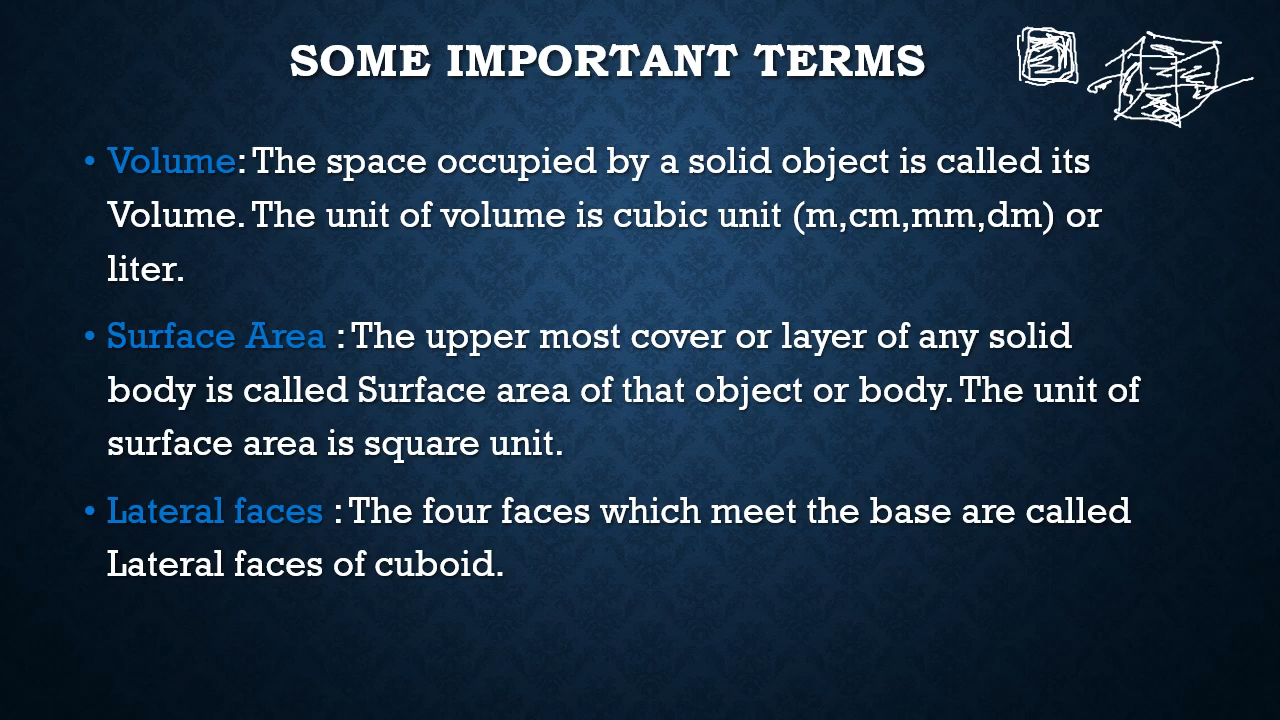 SOME IMPORTANT TERMS
• Volume: The space occupied by a solid object is called its
Volume. The unit of volume is cubic unit (m,cm,mm,dm) or
liter.
• Surface Area : The upper most cover or layer of any solid
body is called Surface area of that object or body. The unit of
surface area is square unit.
• Lateral faces : The four faces which meet the base are called
Lateral faces of cuboid.